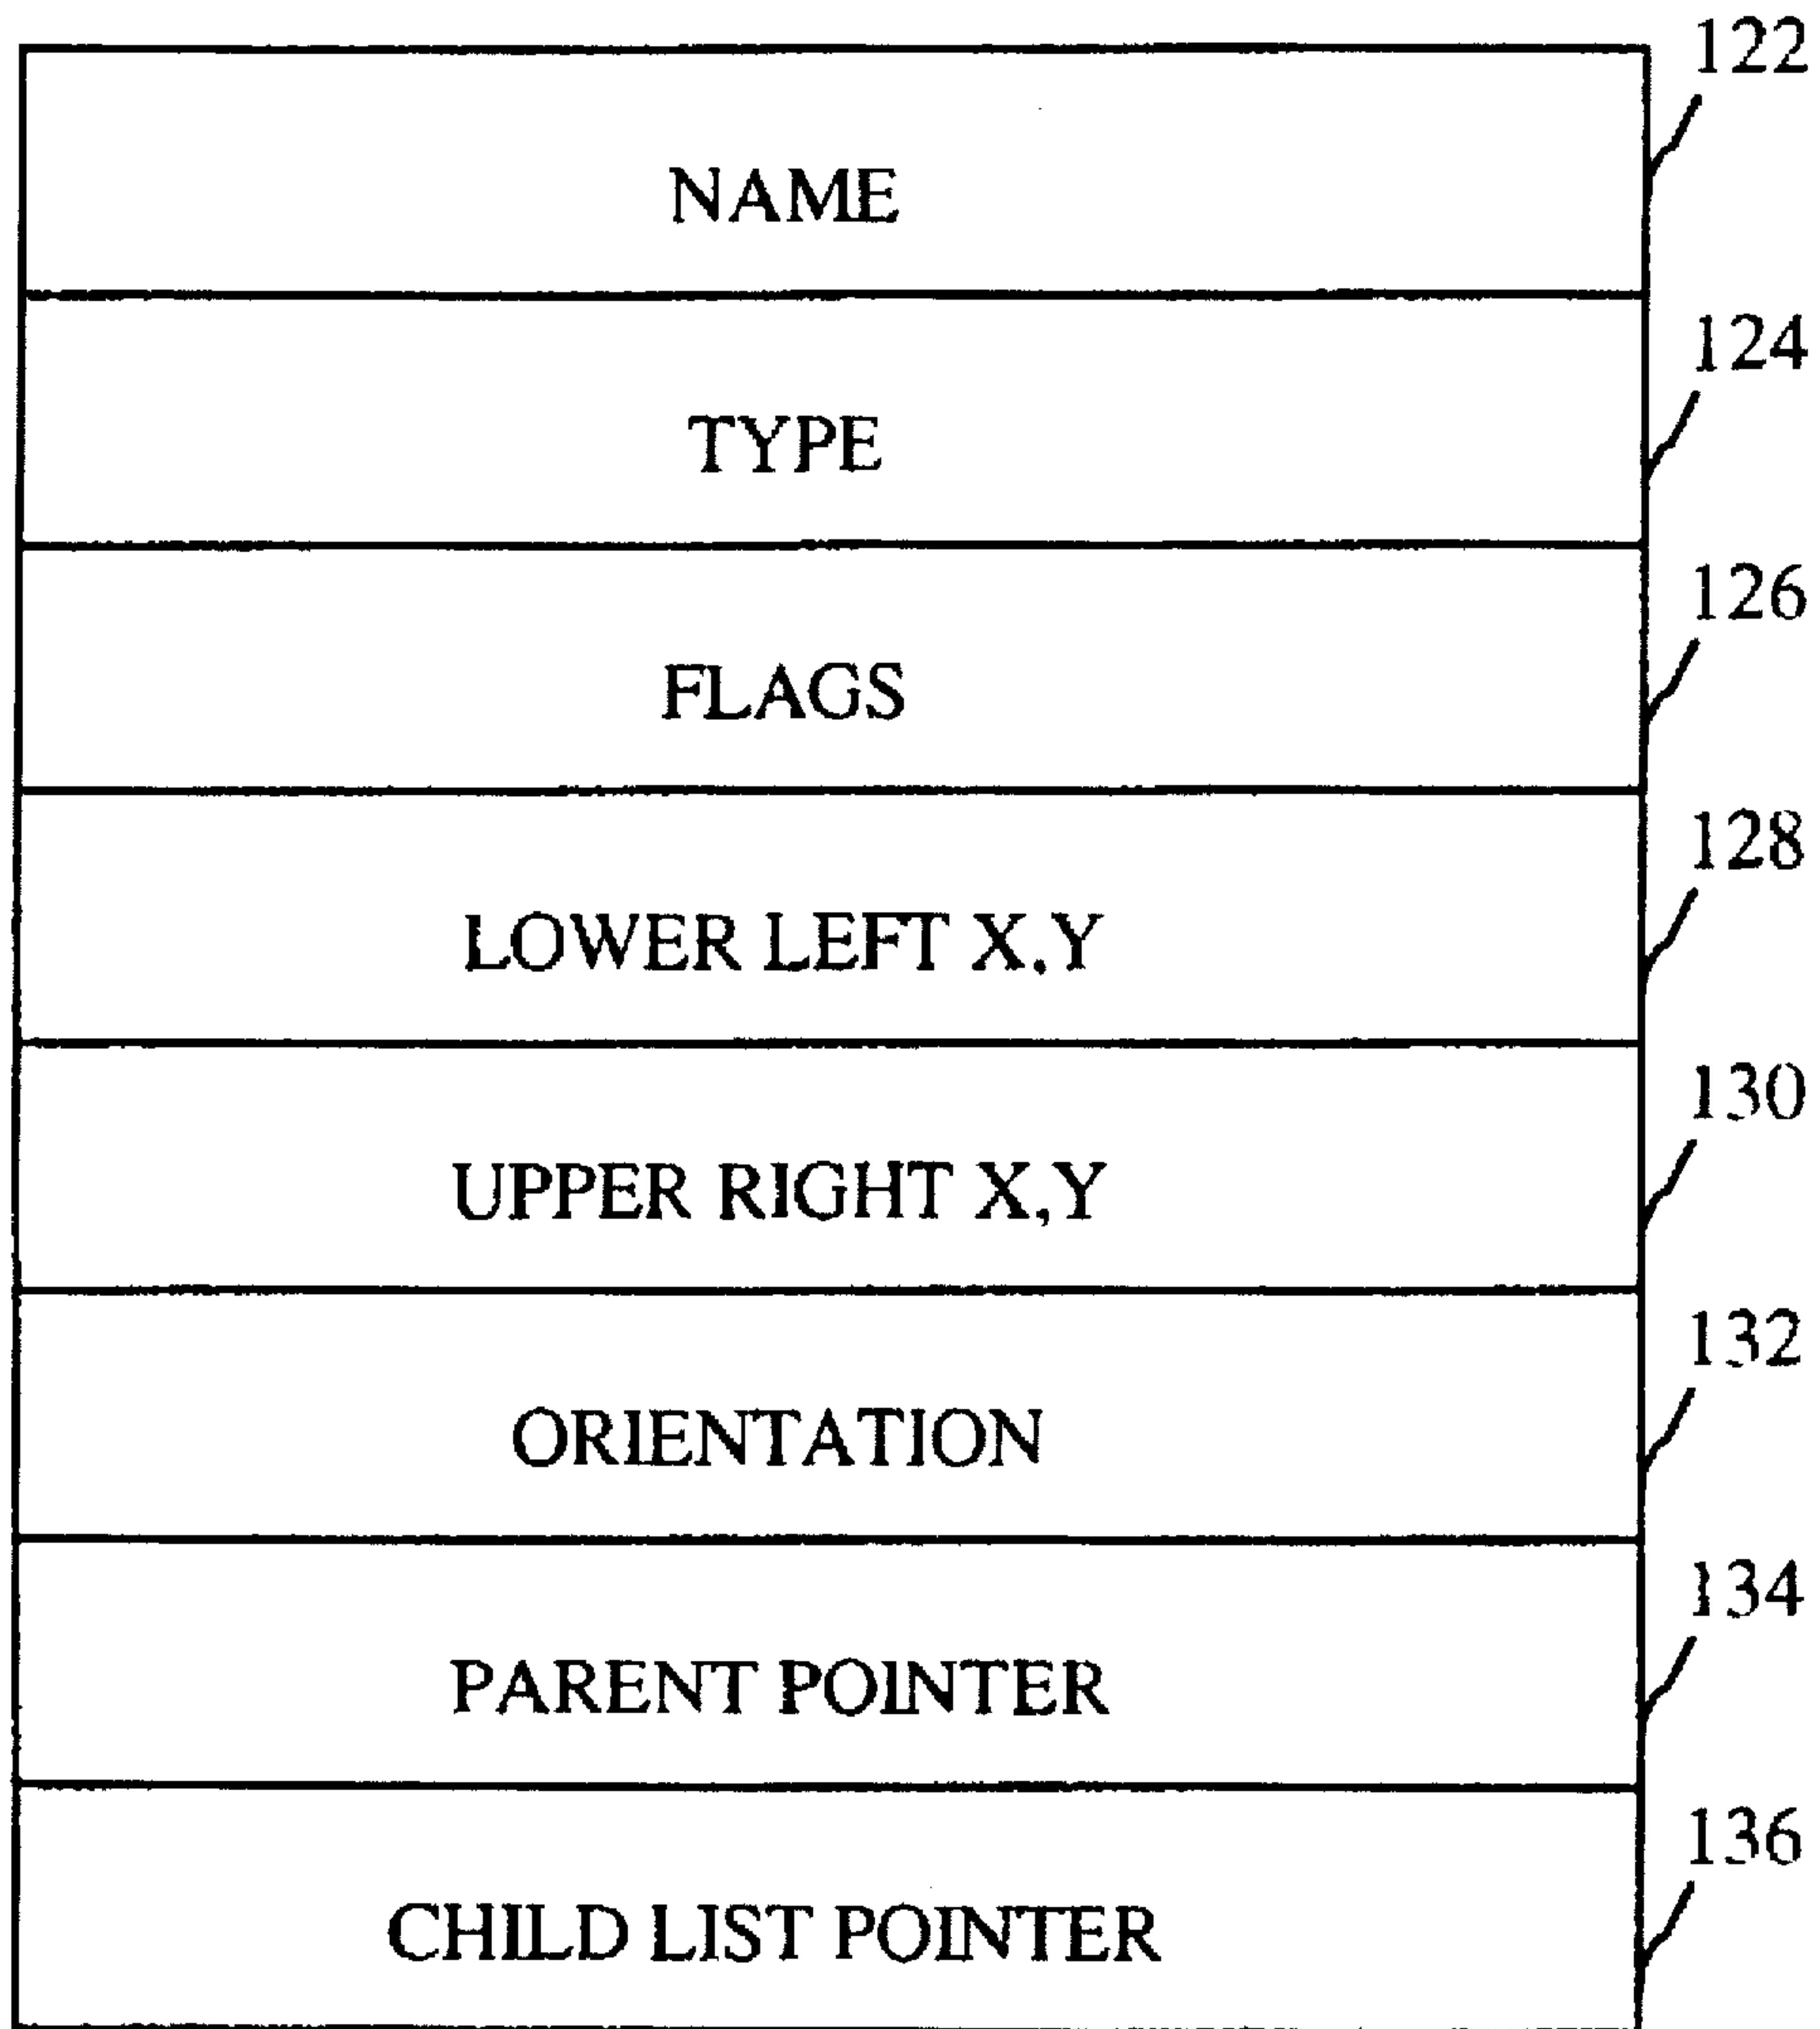 122
NAME
124
TYPE
126
FLAGS
128
LOWER LEFT X,Y
130
UPPER RIGHT X,Y
132
ORIENTATION
134
PARENT POINTER
136
CHILD LIST POINTER